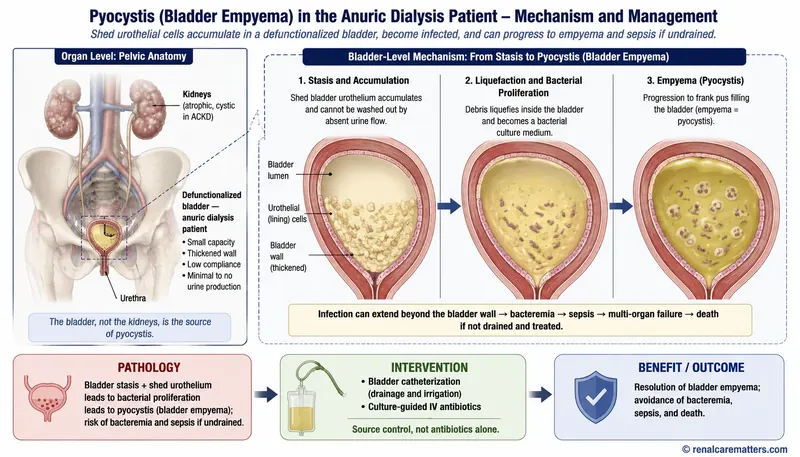 Pyocystis (Bladder Empyema) in the Anuric Dialysis Patient – Mechanism and Management
Shed urothelial cells accumulate in a defunctionalized bladder, become infected, and can progress to empyema and sepsis if undrained.
Organ Level: Pelvic Anatomy
Kidneys
(atrophic, cystic
in ACKD)
Defunctionalized
bladder —
anuric dialysis
patient
• Small capacity
• Thickened wall
• Low compliance
• Minimal to no
urine production
Urethra
The bladder, not the kidneys, is the source
of pyocystis.
Bladder-Level Mechanism: From Stasis to Pyocystis (Bladder Empyema)
1. Stasis and Accumulation
Shed bladder urothelium accumulates
and cannot be washed out by
absent urine flow.
Bladder
lumen
Urothelial
(lining) cells
Bladder
wall
(thickened)
2. Liquefaction and Bacterial
Proliferation
Debris liquefies inside the bladder
and becomes a bacterial
culture medium.
3. Empyema (Pyocystis)
Progression to frank pus filling
the bladder (empyema =
pyocystis).
Infection can extend beyond the bladder wall → bacteremia → sepsis → multi-organ failure → death
if not drained and treated.
PATHOLOGY
Bladder stasis + shed urothelium
leads to bacterial proliferation
leads to pyocystis (bladder empyema);
risk of bacteremia and sepsis if undrained.
INTERVENTION
• Bladder catheterization
(drainage and irrigation)
• Culture-guided IV antibiotics
Source control, not antibiotics alone.
BENEFIT / OUTCOME
Resolution of bladder empyema;
avoidance of bacteremia,
sepsis, and death.
© renalcarematters.com